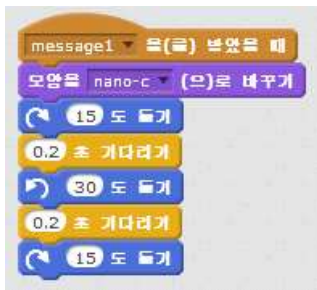 message1 을(를) 받았을 때
모양을 nano-c (으)로 바꾸기
15 도 돌기
0.2 초 기다리기
30 도 돌기
0.2 초 기다리기
15 도 돌기